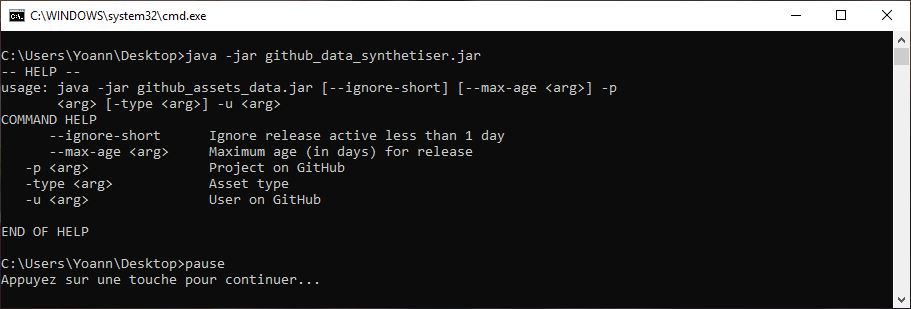 C:\WINDOWS\system32\cmd.exe
C:\Users\Yoann\Desktop>java -jar github_data_synthetiser.jar
-- HELP --
usage: java -jar github_assets_data.jar [--ignore-short] [--max-age <arg>] -p
<arg> [-type <arg>] -u <arg>
COMMAND HELP
--ignore-short Ignore release active less than 1 day
--max-age <arg> Maximum age (in days) for release
-p <arg> Project on GitHub
-type <arg> Asset type
-u <arg> User on GitHub
END OF HELP
C:\Users\Yoann\Desktop>pause
Appuyez sur une touche pour continuer...